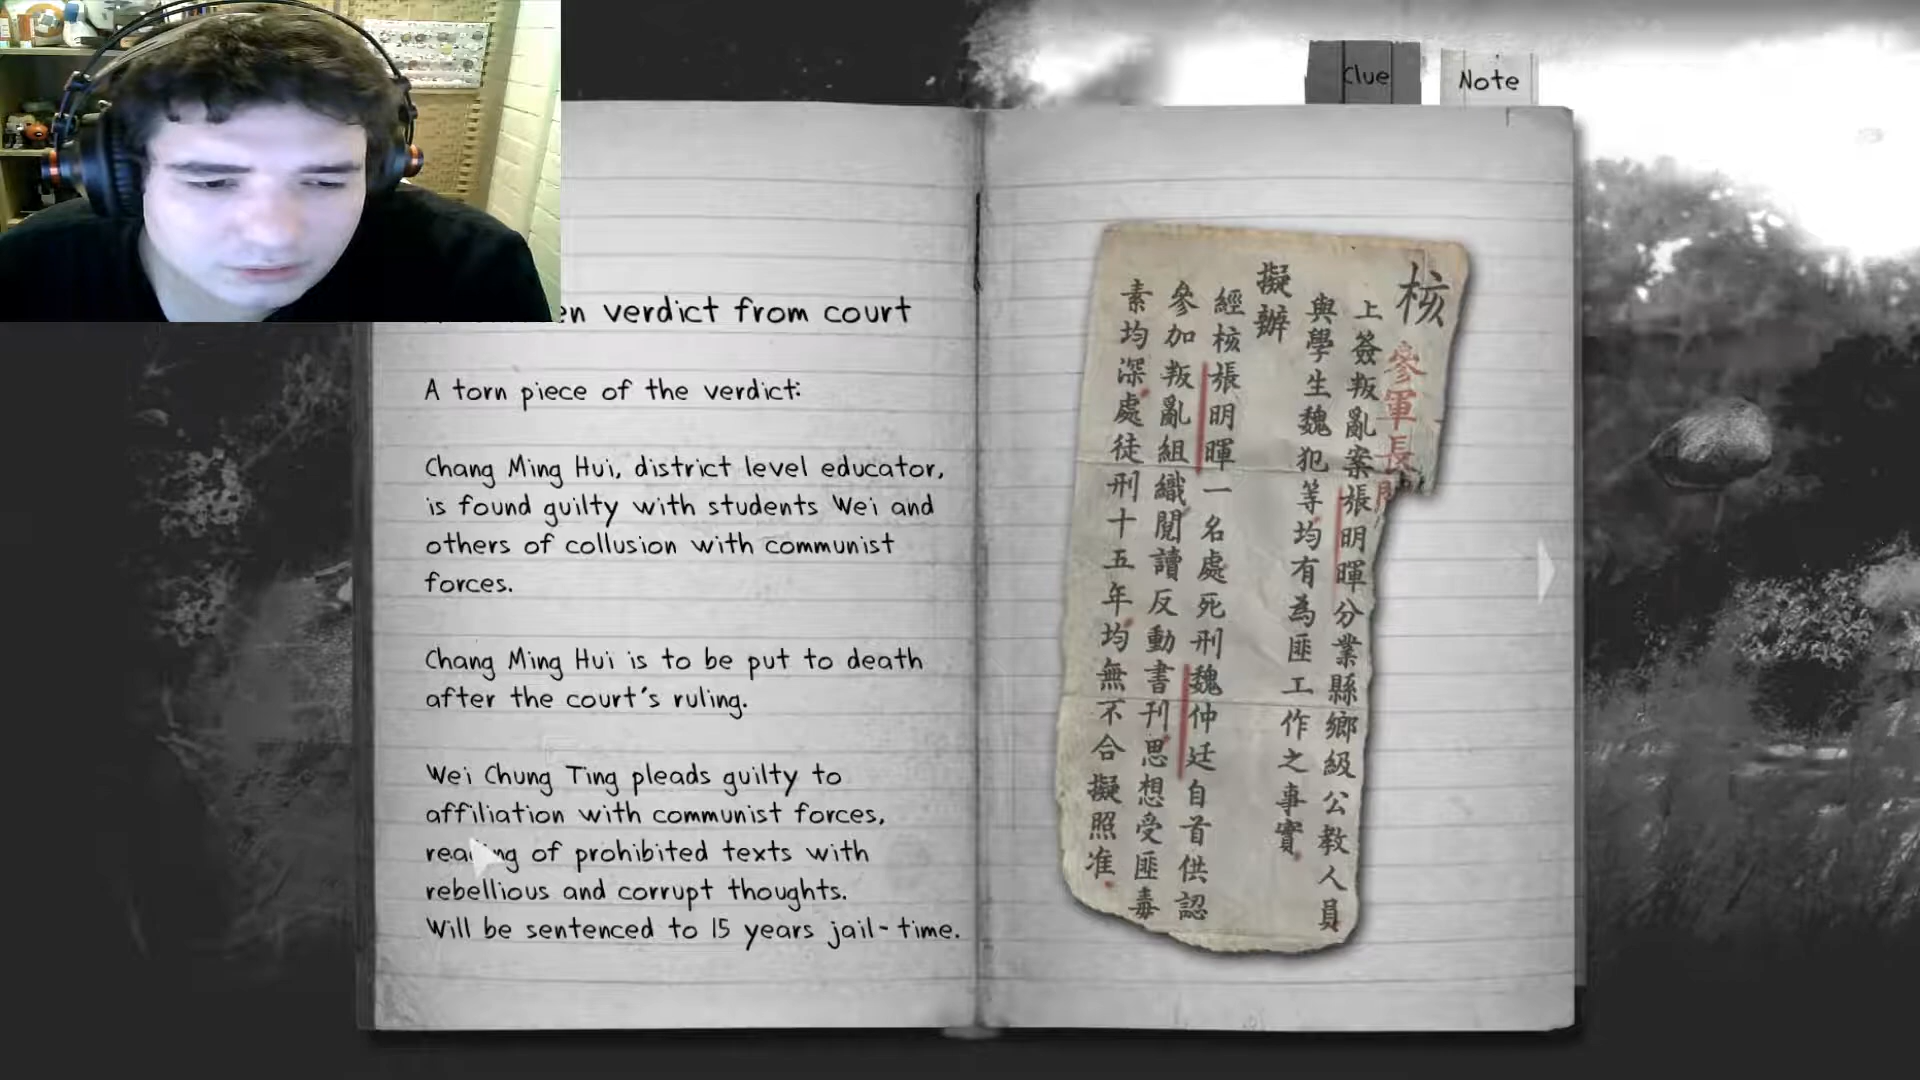 Clue
Note
en verdict from court
A torn piece of the verdict:
Chang Ming Hui, district level educator,
is found guilty with students Wei and
others of collusion with communist
forces.
Chang Ming Hui is to be put to death
after the court's ruling.
Wei Chung Ting pleads guilty to
affiliation with communist forces,
reading of prohibited texts with
rebellious and corrupt thoughts.
Will be sentenced to 15 years jail-time.
核
參軍長
上簽叛亂案張明暉分業縣鄉級公教人員
與學生魏犯等均有為匪工作之事實
擬辦
經核張明暉一名處死刑魏仲廷自首供認
參加叛亂組織閱讀反動書刊思想受匪毒
素均深處徒刑十五年均無不合擬照准